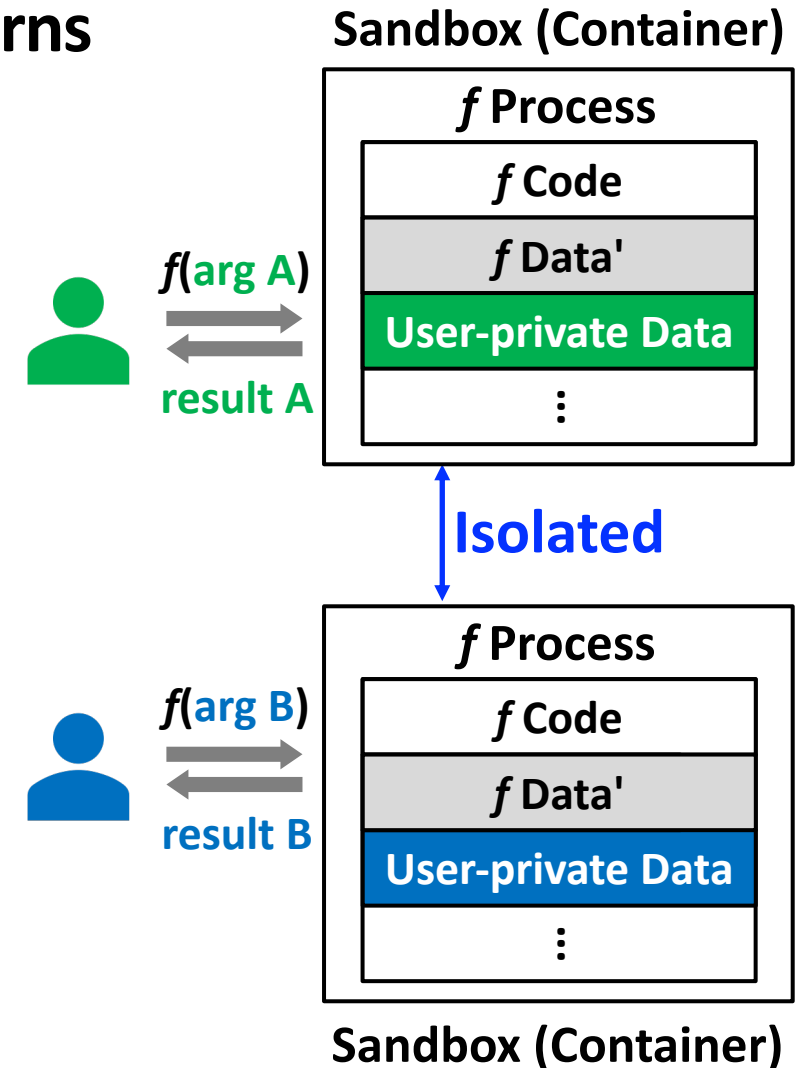 rns
Sandbox (Container)
f Process
f Code
f Data'
User-private Data
⋮
f(arg A)
result A
Isolated
f Process
f Code
f Data'
User-private Data
⋮
f(arg B)
result B
Sandbox (Container)